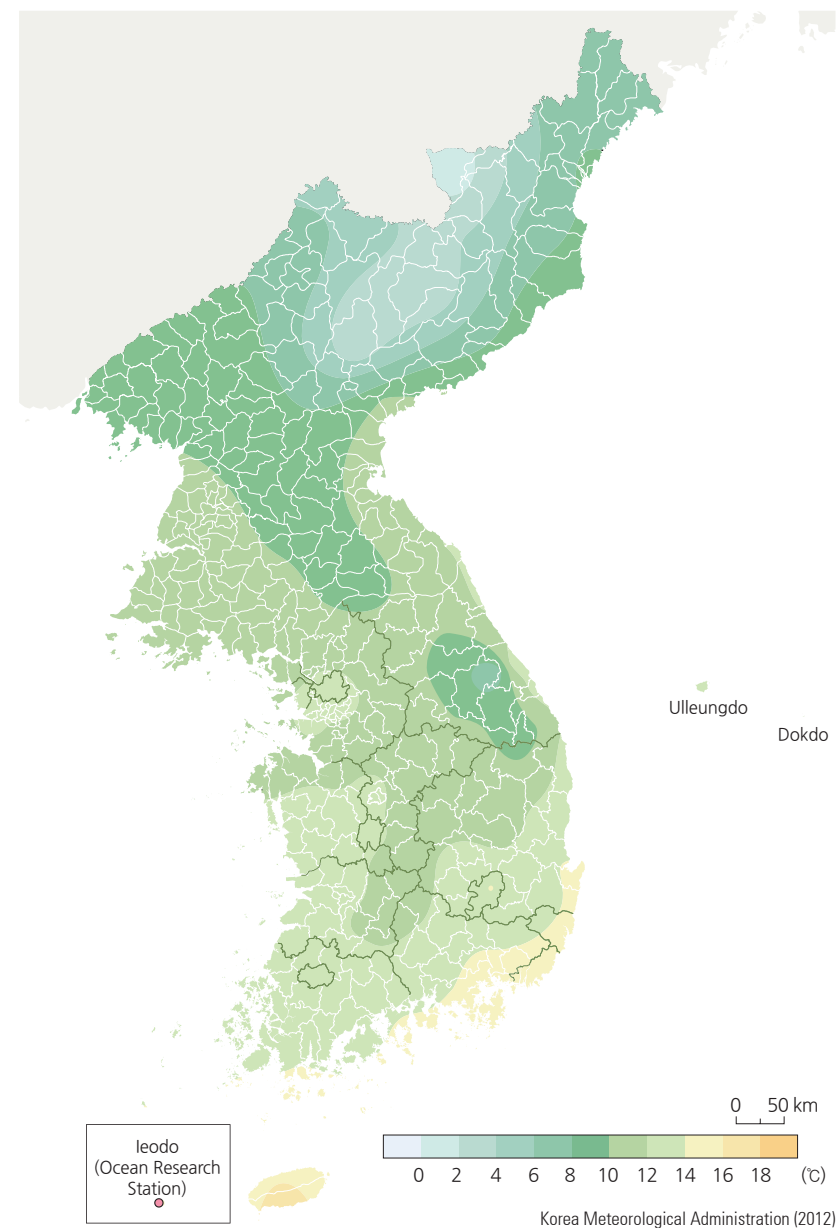 Ulleungdo
Dokdo
0 50 km
Ieodo
(Ocean Research
Station)
0 2 4 6 8 10 12 14 16 18 (℃)
Korea Meteorological Administration (2012)